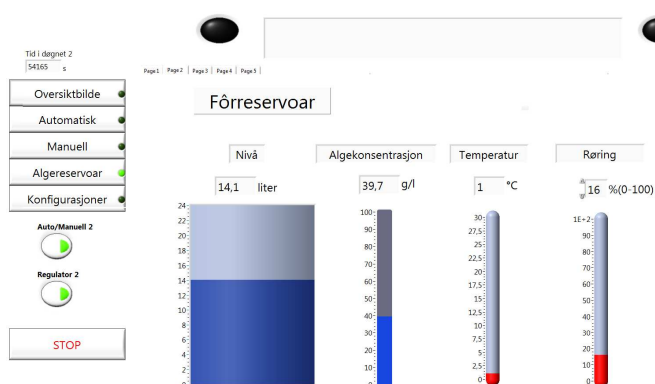 Tid i døgnet 2
54165 s
Page 1 Page 2 Page 3 Page 4 Page 5
Oversiktbilde
Automatisk
Manuell
Algereservoar
Konfigurasjoner
Auto/Manuell 2
Regulator 2
STOP
Fôrreservoar
Nivå
14,1 liter
24
22
20
18
16
14
12
10
8
6
4
2
0
Algekonsentrasjon
39,7 g/l
100
90
80
70
60
50
40
30
20
10
0
Temperatur
1 °C
30
27,5
25
22,5
20
17,5
15
12,5
10
7,5
5
2,5
0
Røring
16 %(0-100)
1E+2
90
80
70
60
50
40
30
20
10
0